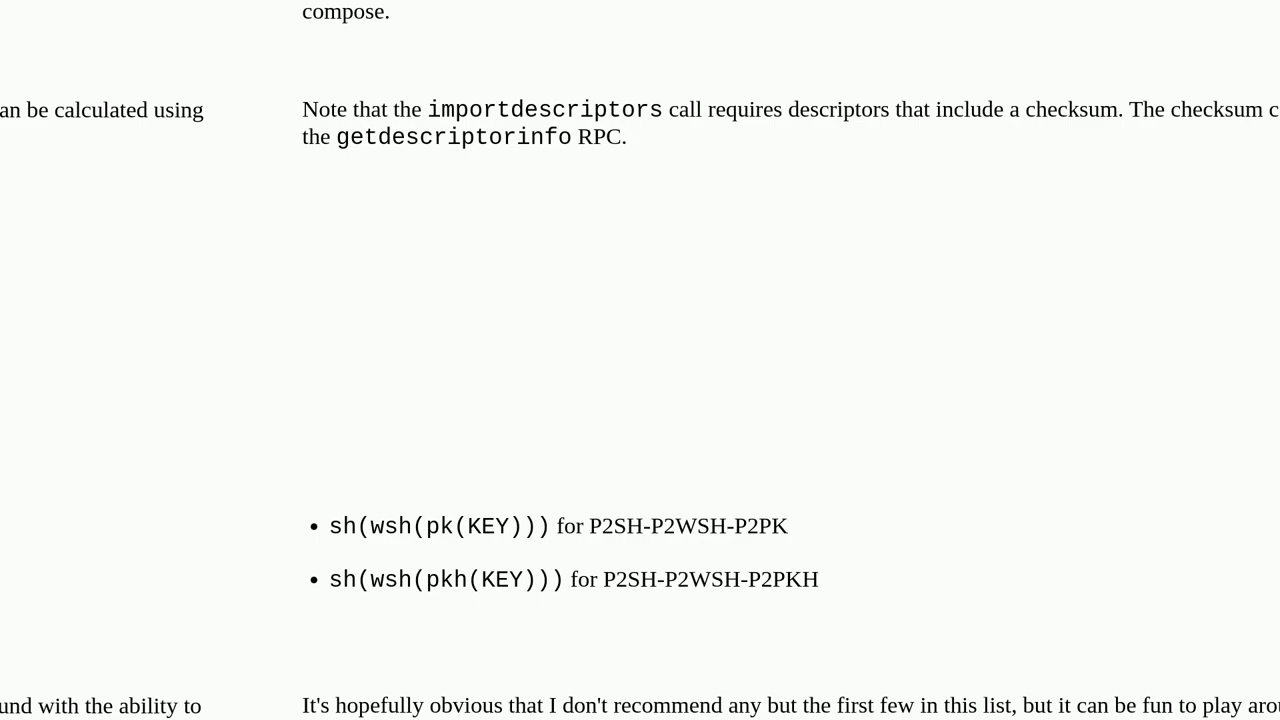 compose.
an be calculated using
Note that the importdescriptors call requires descriptors that include a checksum. The checksum c
the getdescriptorinfo RPC.
• sh(wsh(pk(KEY))) for P2SH-P2WSH-P2PK
• sh(wsh(pkh(KEY))) for P2SH-P2WSH-P2PKH
und with the ability to
It's hopefully obvious that I don't recommend any but the first few in this list, but it can be fun to play arou